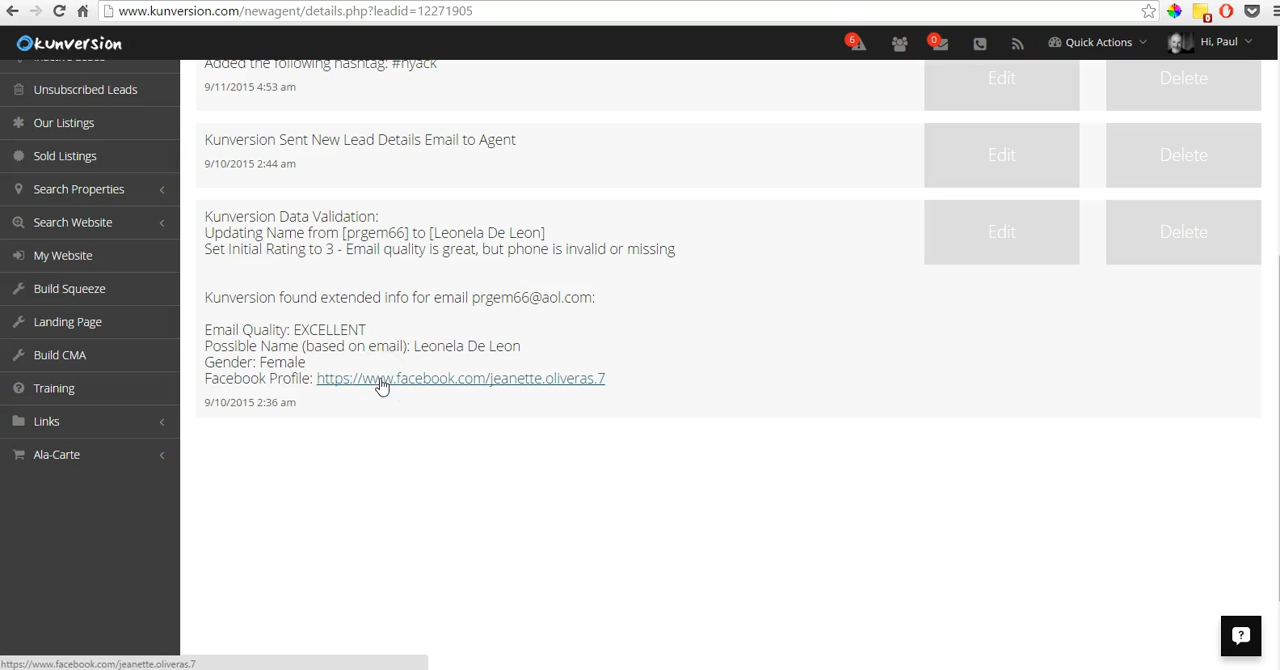 www.kunversion.com/newagent/details.php?leadid=12271905
0
kunversion
6
0
Quick Actions
Hi, Paul
Inactive Leads
Unsubscribed Leads
Our Listings
Sold Listings
Search Properties
Search Website
My Website
Build Squeeze
Landing Page
Build CMA
Training
Links
Ala-Carte
Added the following hashtag: #nyack
9/11/2015 4:53 am
Edit
Delete
Kunversion Sent New Lead Details Email to Agent
9/10/2015 2:44 am
Edit
Delete
Kunversion Data Validation:
Updating Name from [prgem66] to [Leonela De Leon]
Set Initial Rating to 3 - Email quality is great, but phone is invalid or missing
Edit
Delete
Kunversion found extended info for email prgem66@aol.com:
Email Quality: EXCELLENT
Possible Name (based on email): Leonela De Leon
Gender: Female
Facebook Profile: https://www.facebook.com/jeanette.oliveras.7
9/10/2015 2:36 am
https://www.facebook.com/jeanette.oliveras.7